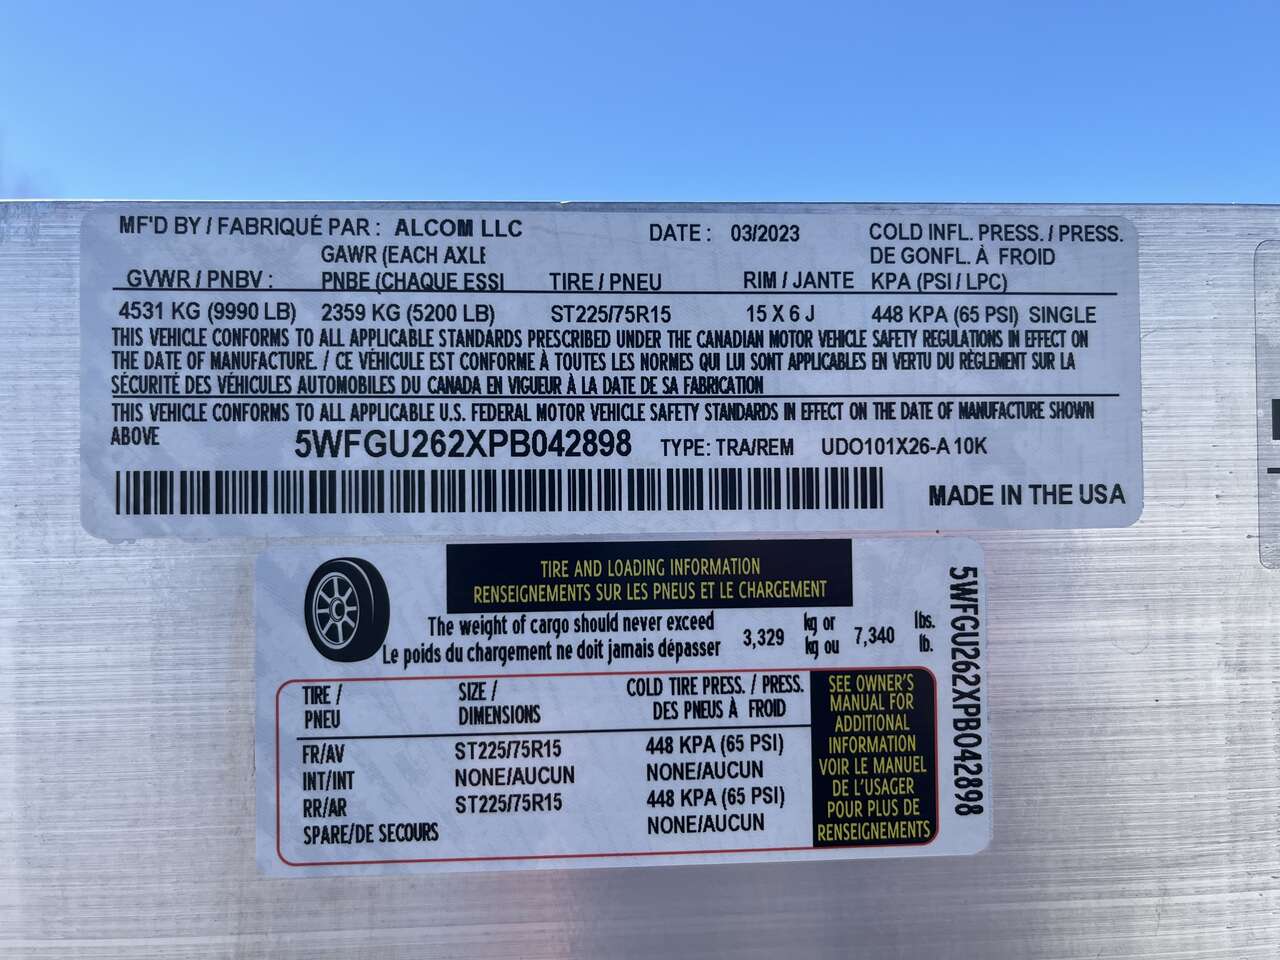 MF'D BY / FABRIQUÉ PAR : ALCOM LLC DATE : 03/2023 COLD INFL. PRESS. / PRESS.
GAWR (EACH AXLE DE GONFL. À FROID
GVWR / PNBV : PNBE (CHAQUE ESSI TIRE / PNEU RIM / JANTE KPA (PSI / LPC)
4531 KG (9990 LB) 2359 KG (5200 LB) ST225/75R15 15 X 6 J 448 KPA (65 PSI) SINGLE
THIS VEHICLE CONFORMS TO ALL APPLICABLE STANDARDS PRESCRIBED UNDER THE CANADIAN MOTOR VEHICLE SAFETY REGULATIONS IN EFFECT ON
THE DATE OF MANUFACTURE. / CE VÉHICULE EST CONFORME À TOUTES LES NORMES QUI LUI SONT APPLICABLES EN VERTU DU RÈGLEMENT SUR LA
SÉCURITÉ DES VÉHICULES AUTOMOBILES DU CANADA EN VIGUEUR À LA DATE DE SA FABRICATION
THIS VEHICLE CONFORMS TO ALL APPLICABLE U.S. FEDERAL MOTOR VEHICLE SAFETY STANDARDS IN EFFECT ON THE DATE OF MANUFACTURE SHOWN
ABOVE 5WFGU262XPB042898 TYPE: TRA/REM UDO101X26-A 10K
MADE IN THE USA
TIRE AND LOADING INFORMATION
RENSEIGNEMENTS SUR LES PNEUS ET LE CHARGEMENT
The weight of cargo should never exceed 3,329 kg or 7,340 lbs.
Le poids du chargement ne doit jamais dépasser kg ou lb.
TIRE / SIZE / COLD TIRE PRESS. / PRESS.
PNEU DIMENSIONS DES PNEUS À FROID
FR/AV ST225/75R15 448 KPA (65 PSI)
INT/INT NONE/AUCUN NONE/AUCUN
RR/AR ST225/75R15 448 KPA (65 PSI)
SPARE/DE SECOURS NONE/AUCUN
SEE OWNER'S
MANUAL FOR
ADDITIONAL
INFORMATION
VOIR LE MANUEL
DE L'USAGER
POUR PLUS DE
RENSEIGNEMENTS
5WFGU262XPB042898